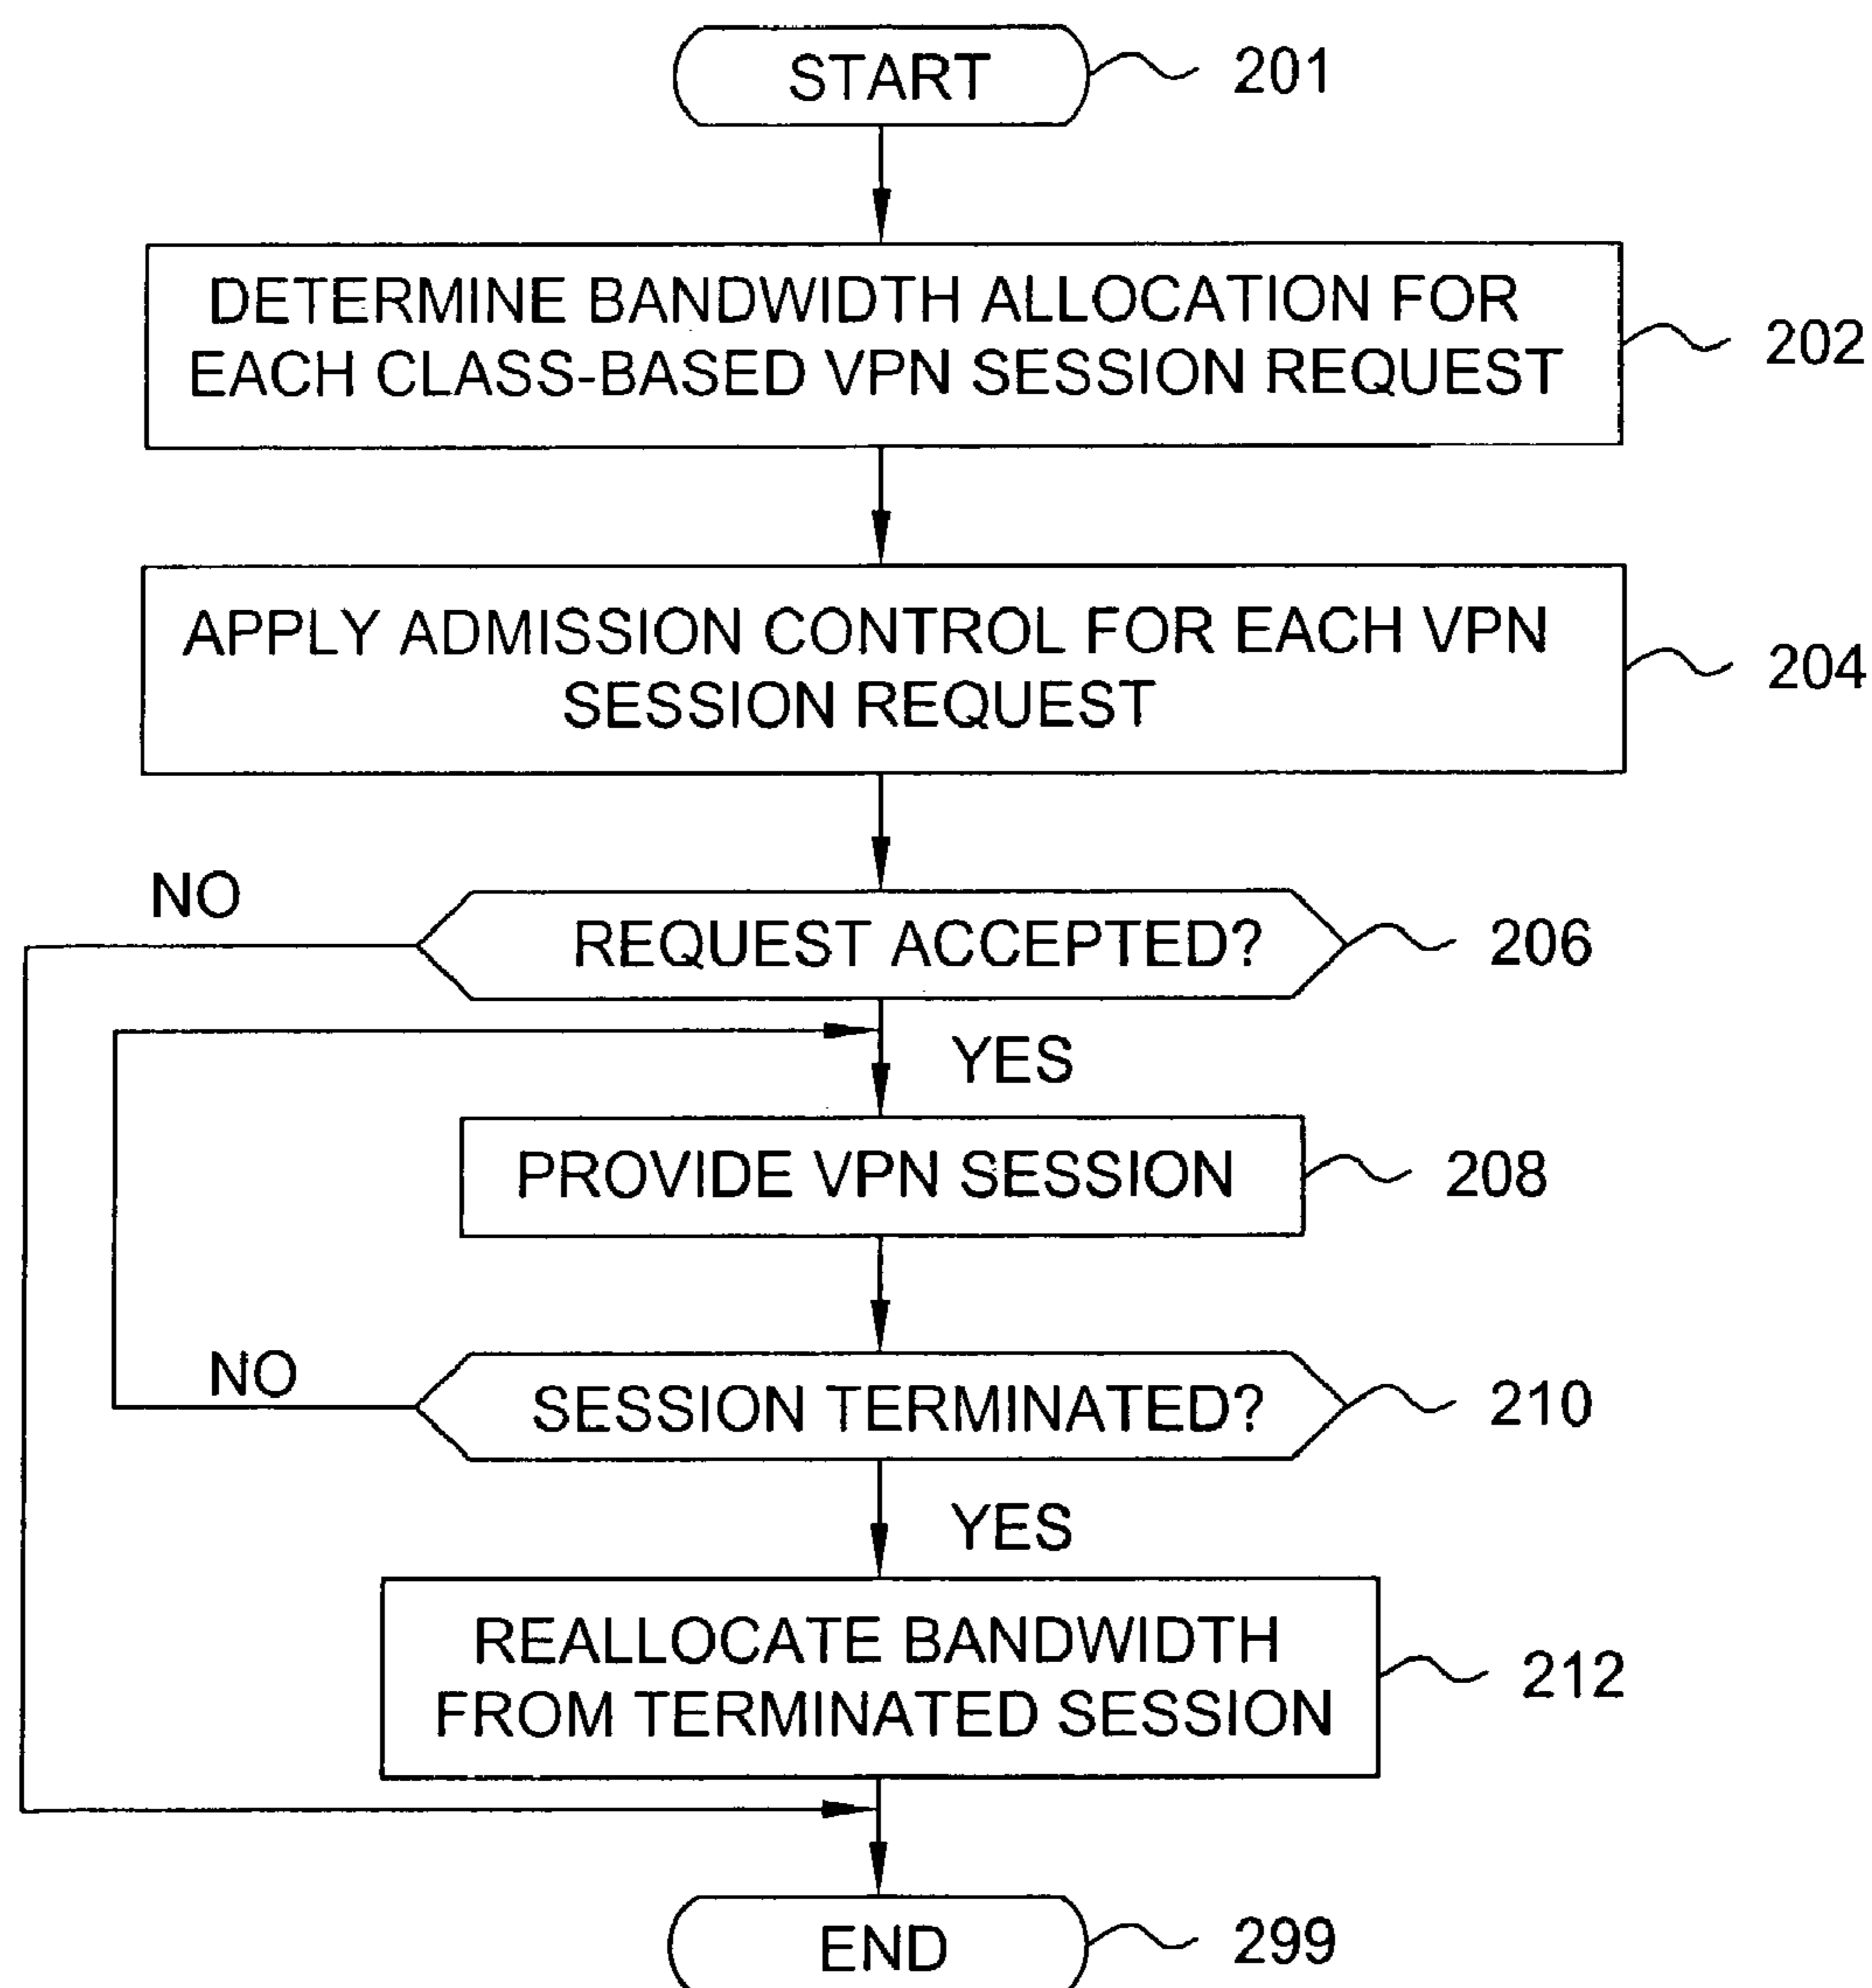 START
201
DETERMINE BANDWIDTH ALLOCATION FOR
EACH CLASS-BASED VPN SESSION REQUEST
202
APPLY ADMISSION CONTROL FOR EACH VPN
SESSION REQUEST
204
NO
REQUEST ACCEPTED?
206
YES
PROVIDE VPN SESSION
208
NO
SESSION TERMINATED?
210
YES
REALLOCATE BANDWIDTH
FROM TERMINATED SESSION
212
END
299